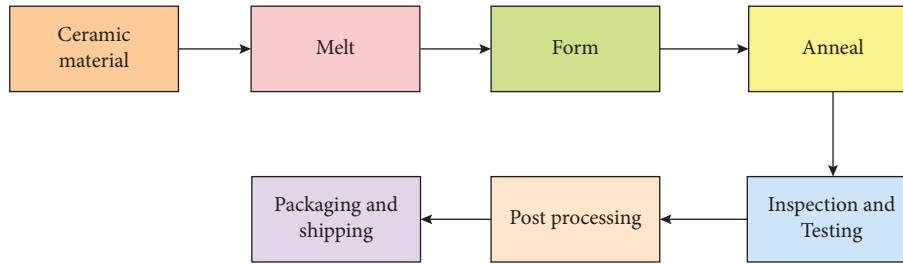 Ceramic
material
Melt
Form
Anneal
Inspection and
Testing
Post processing
Packaging and
shipping